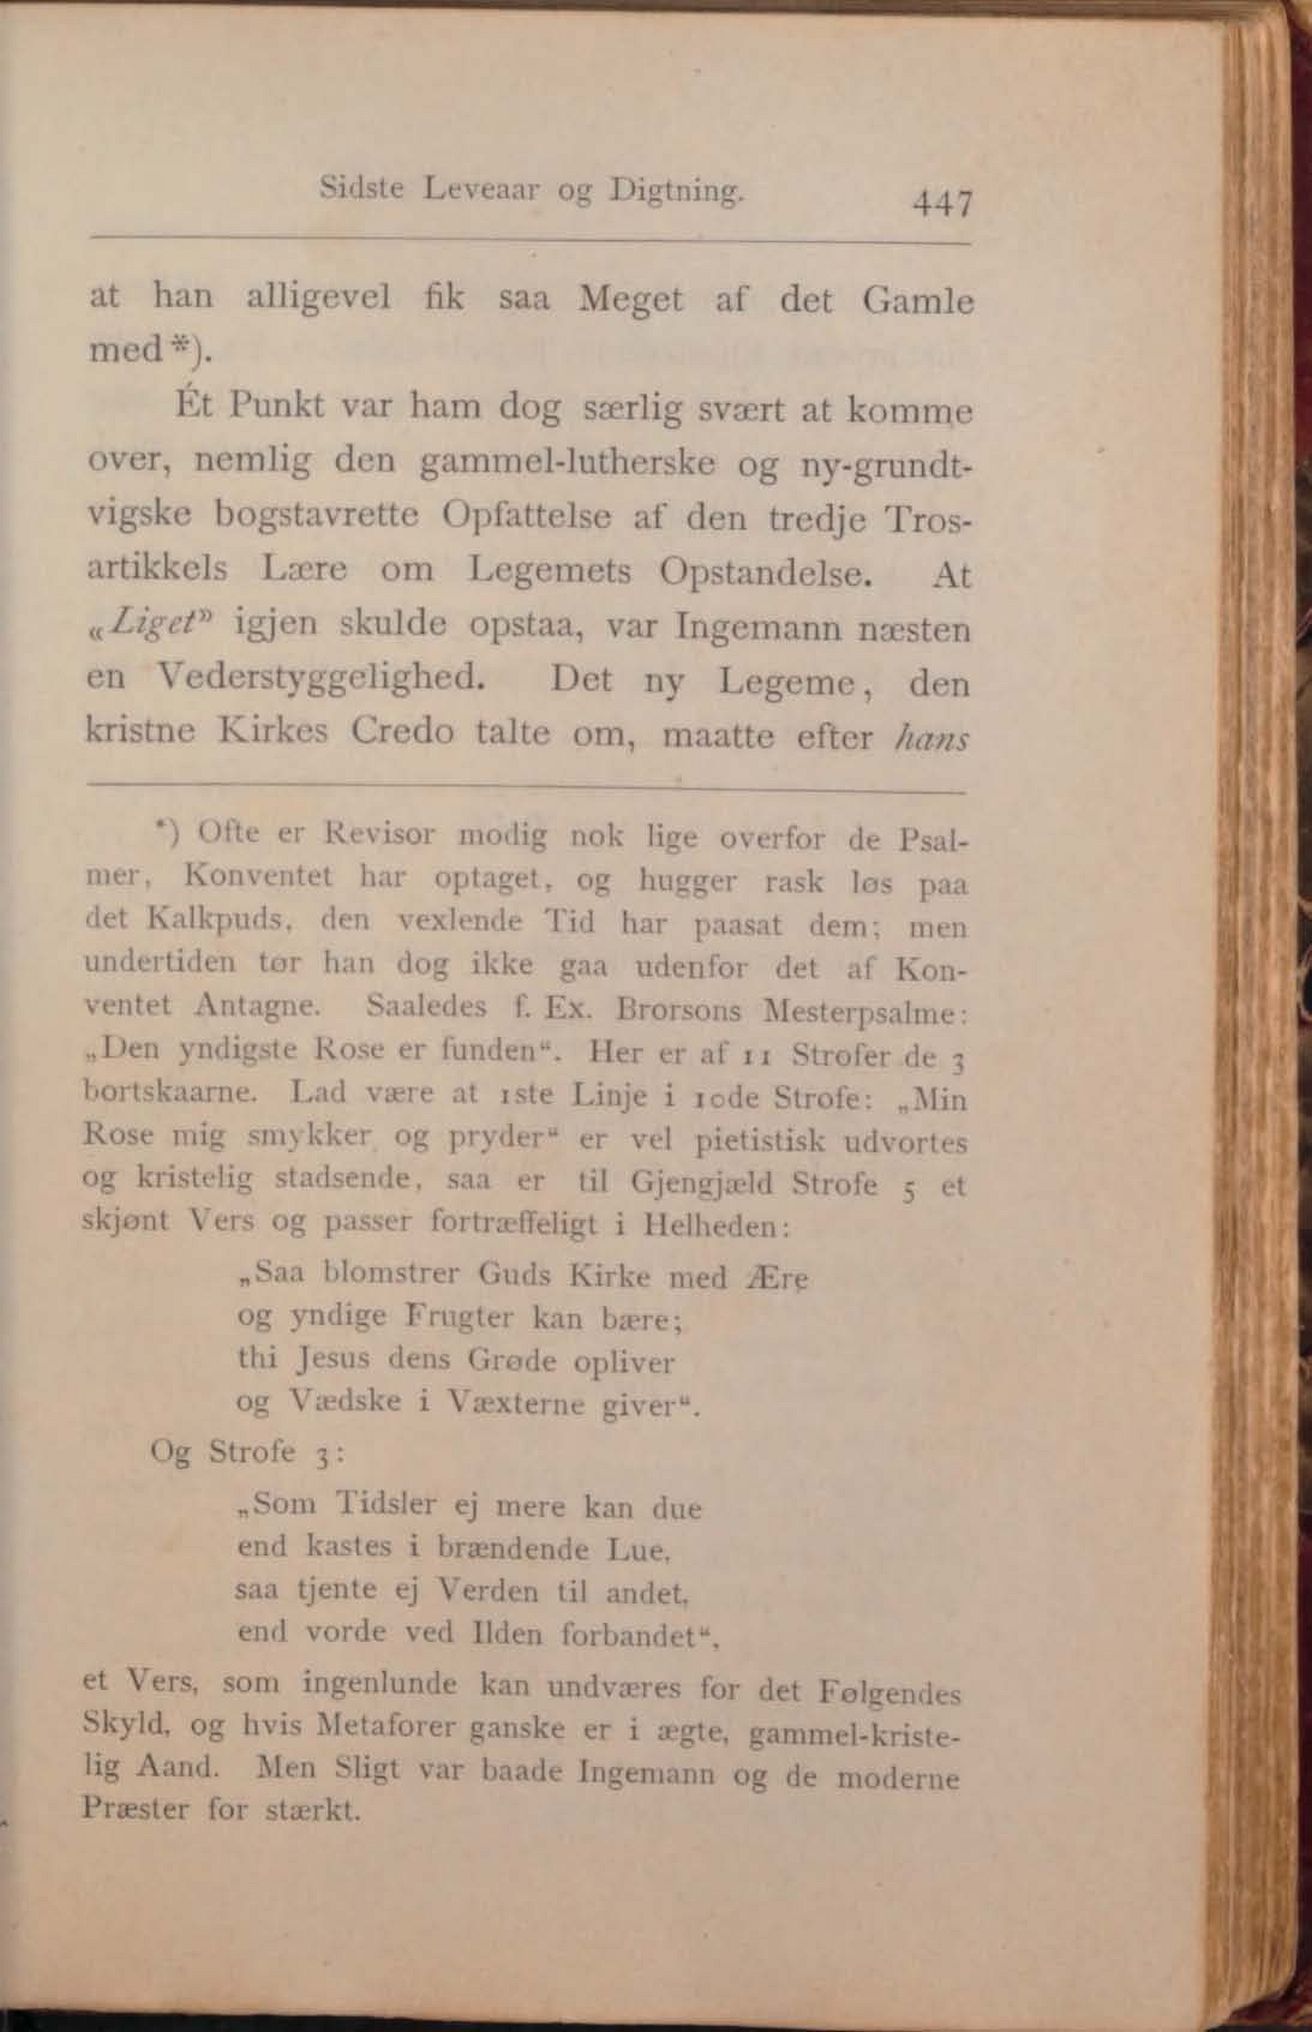 Sidste Leveaar og Digtning.
447
at han alligevel fik saa Meget af det Gamle
med *).
Ét Punkt var ham dog særlig svært at komme
over, nemlig den gammel-lutherske og ny-grundt-
vigske bogstavrette Opfattelse af den tredje Tros-
artikkels Lære om Legemets Opstandelse. At
«Liget» igjen skulde opstaa, var Ingemann næsten
en Vederstyggelighed. Det ny Legeme, den
kristne Kirkes Credo talte om, maatte efter hans
*) Ofte er Revisor modig nok lige overfor de Psal-
mer, Konventet har optaget, og hugger rask løs paa
det Kalkpuds, den vexlende Tid har paasat dem; men
undertiden tør han dog ikke gaa udenfor det af Kon-
ventet Antagne. Saaledes f. Ex. Brorsons Mesterpsalme:
„Den yndigste Rose er funden“. Her er af 11 Strofer de 3
bortskaarne. Lad være at 1ste Linje i 10de Strofe: „Min
Rose mig smykker og pryder“ er vel pietistisk udvortes
og kristelig stadsende, saa er til Gjengjæld Strofe 5 et
skjønt Vers og passer fortræffeligt i Helheden:
„Saa blomstrer Guds Kirke med Ære
og yndige Frugter kan bære;
thi Jesus dens Grøde opliver
og Vædske i Væxterne giver“.
Og Strofe 3:
„Som Tidsler ej mere kan due
end kastes i brændende Lue,
saa tjente ej Verden til andet,
end vorde ved Ilden forbandet“,
et Vers, som ingenlunde kan undværes for det Følgendes
Skyld, og hvis Metaforer ganske er i ægte, gammel-kriste-
lig Aand. Men Sligt var baade Ingemann og de moderne
Præster for stærkt.